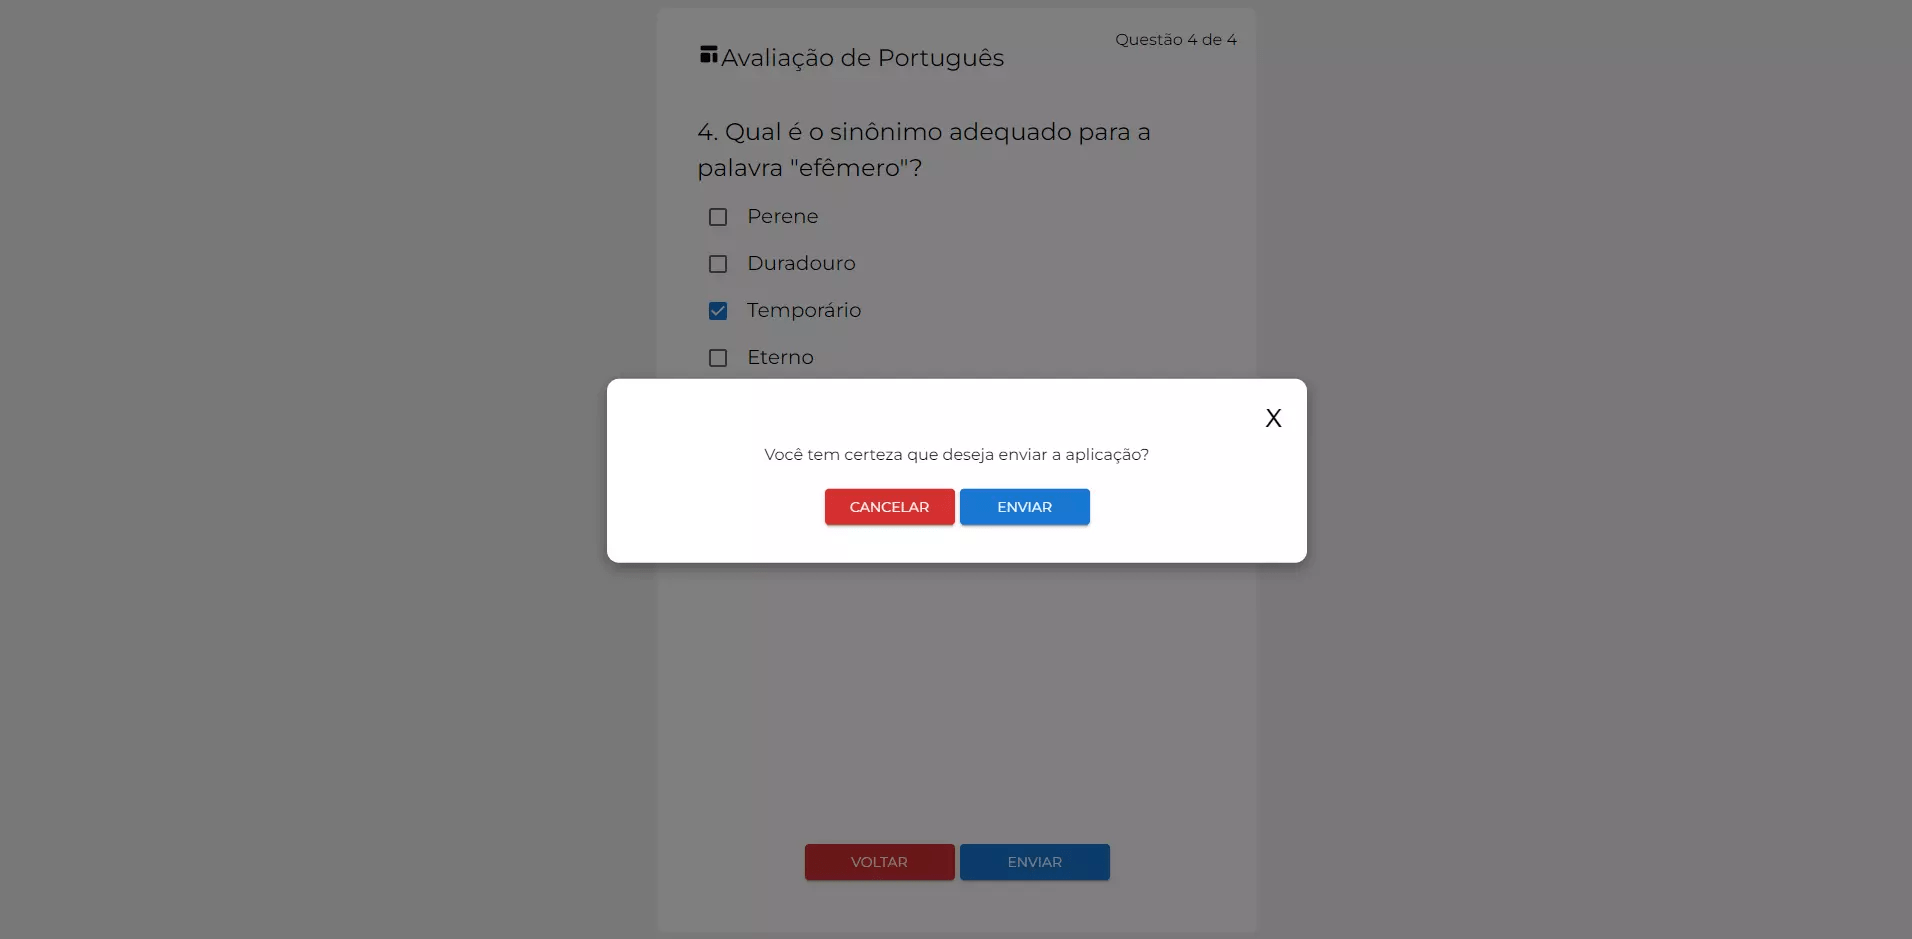 Avaliação de Português
Questão 4 de 4
4. Qual é o sinônimo adequado para a
palavra "efêmero"?
Perene
Duradouro
Temporário
Eterno
X
Você tem certeza que deseja enviar a aplicação?
CANCELAR ENVIAR
VOLTAR ENVIAR